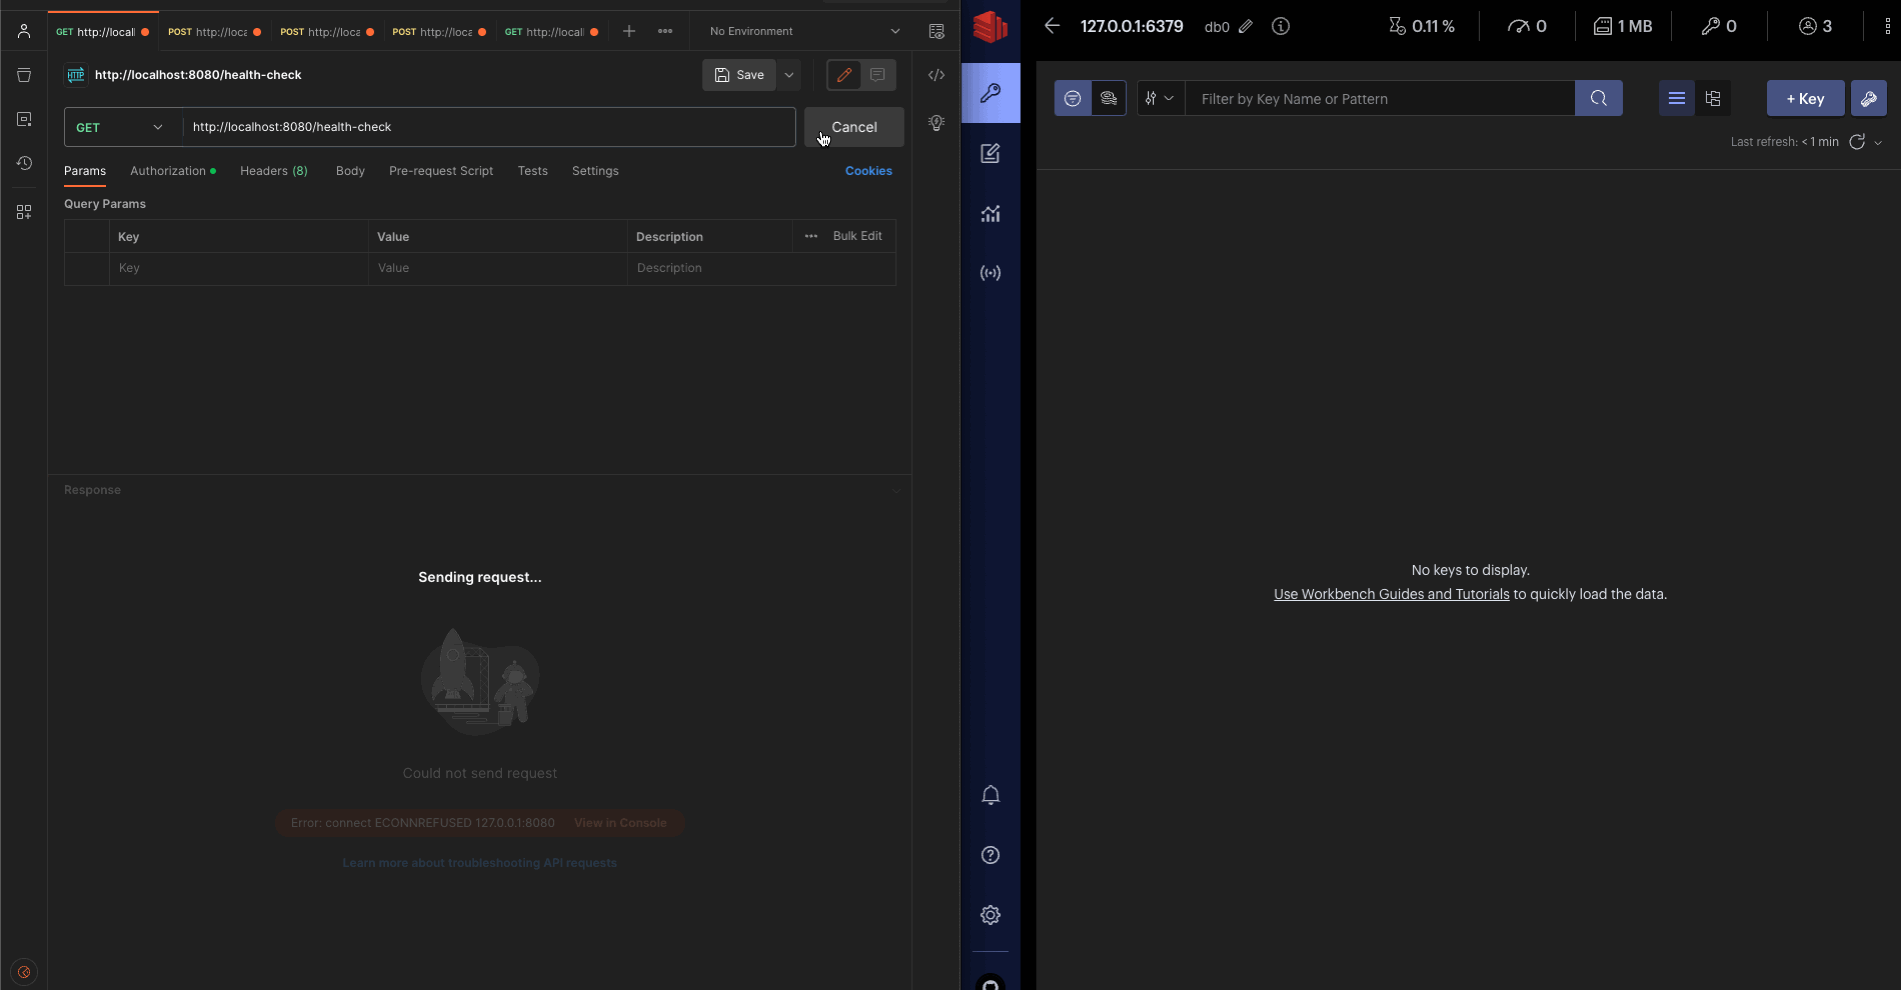 GET http://locall
POST http://loca
POST http://loca
POST http://loca
GET http://locall
No Environment
HTTP
http://localhost:8080/health-check
Save
GET
http://localhost:8080/health-check
Cancel
Params
Authorization
Headers (8)
Body
Pre-request Script
Tests
Settings
Cookies
Query Params
Key
Value
Description
Bulk Edit
Key
Value
Description
Response
Sending request...
Could not send request
Error: connect ECONNREFUSED 127.0.0.1:8080
View in Console
Learn more about troubleshooting API requests
127.0.0.1:6379
db0
0.11 %
0
1 MB
0
3
Filter by Key Name or Pattern
+ Key
Last refresh: < 1 min
No keys to display.
Use Workbench Guides and Tutorials to quickly load the data.